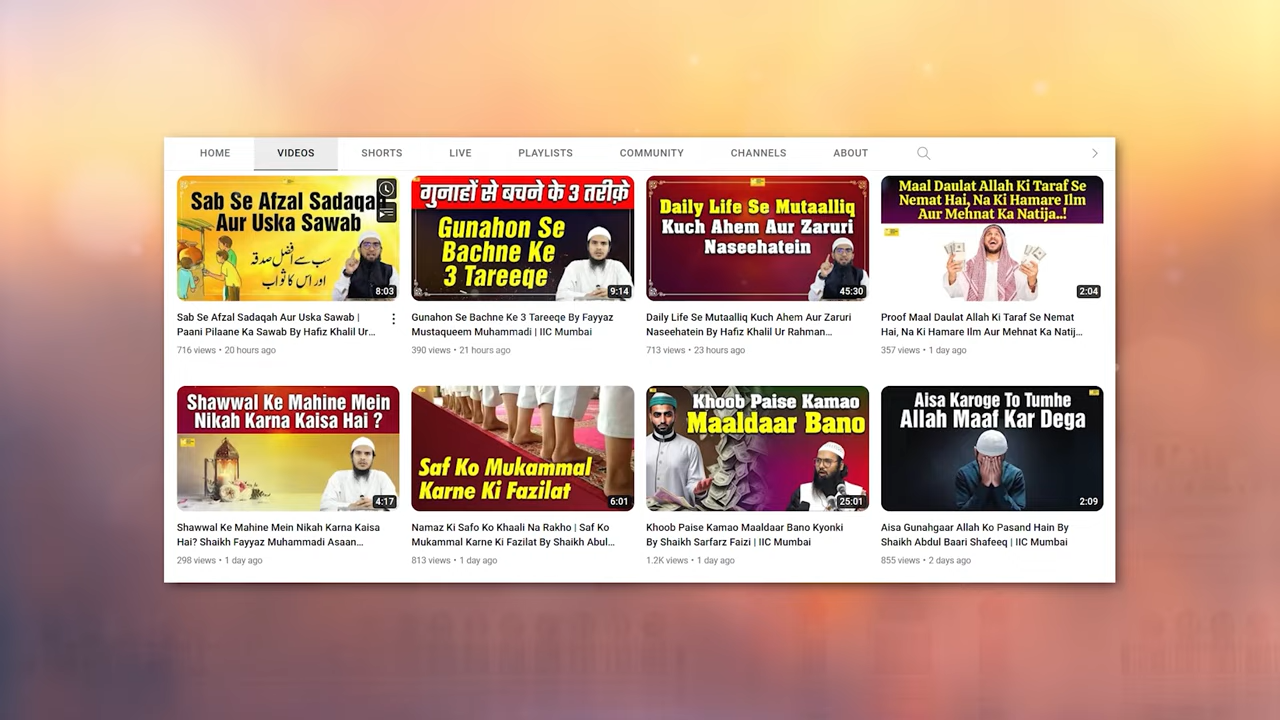 HOME VIDEOS SHORTS LIVE PLAYLISTS COMMUNITY CHANNELS ABOUT
Sab Se Afzal Sadaqah
Aur Uska Sawab
سب سے افضل صدقہ
اور اس کا ثواب
8:03
Sab Se Afzal Sadaqah Aur Uska Sawab |
Paani Pilaane Ka Sawab By Hafiz Khalil Ur...
716 views • 20 hours ago
गुनाहों से बचने के 3 तरीक़े
Gunahon Se
Bachne Ke
3 Tareeqe
9:14
Gunahon Se Bachne Ke 3 Tareeqe By Fayyaz
Mustaqueem Muhammadi | IIC Mumbai
390 views • 21 hours ago
Daily Life Se Mutaalliq
Kuch Ahem Aur Zaruri
Naseehatein
45:30
Daily Life Se Mutaalliq Kuch Ahem Aur Zaruri
Naseehatein By Hafiz Khalil Ur Rahman...
713 views • 23 hours ago
Maal Daulat Allah Ki Taraf Se
Nemat Hai, Na Ki Hamare Ilm
Aur Mehnat Ka Natija..!
2:04
Proof Maal Daulat Allah Ki Taraf Se Nemat
Hai, Na Ki Hamare Ilm Aur Mehnat Ka Natij...
357 views • 1 day ago
Shawwal Ke Mahine Mein
Nikah Karna Kaisa Hai ?
4:17
Shawwal Ke Mahine Mein Nikah Karna Kaisa
Hai? Shaikh Fayyaz Muhammadi Asaan...
298 views • 1 day ago
Saf Ko Mukammal
Karne Ki Fazilat
6:01
Namaz Ki Safo Ko Khaali Na Rakho | Saf Ko
Mukammal Karne Ki Fazilat By Shaikh Abul...
813 views • 1 day ago
Khoob Paise Kamao
Maaldaar Bano
25:01
Khoob Paise Kamao Maaldaar Bano Kyonki
By Shaikh Sarfarz Faizi | IIC Mumbai
1.2K views • 1 day ago
Aisa Karoge To Tumhe
Allah Maaf Kar Dega
2:09
Aisa Gunahgaar Allah Ko Pasand Hain By
Shaikh Abdul Baari Shafeeq | IIC Mumbai
855 views • 2 days ago